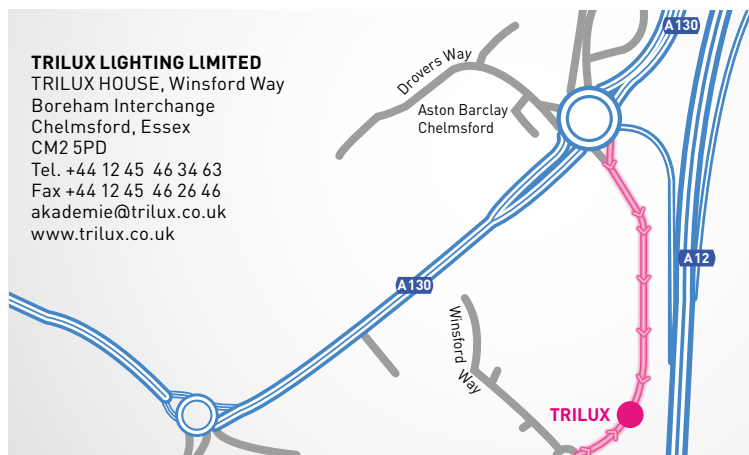 TRILUX LIGHTING LIMITED
TRILUX HOUSE, Winsford Way
Boreham Interchange
Chelmsford, Essex
CM2 5PD
Tel. +44 12 45 46 34 63
Fax +44 12 45 46 26 46
akademie@trilux.co.uk
www.trilux.co.uk
A130
Drovers Way
Aston Barclay
Chelmsford
A12
A130
Winsford
Way
TRILUX